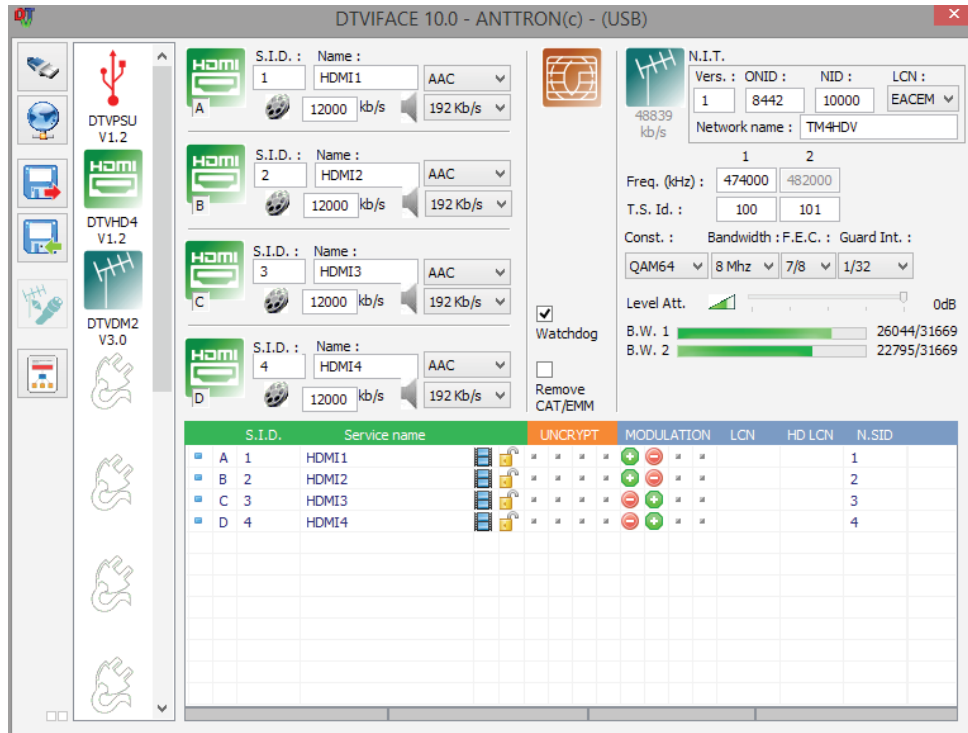 DTVIFACE 10.0 - ANTTRON(c) - (USB)
DTVPSU
V1.2
HDMI
DTVHD4
V1.2
DTVDM2
V3.0
HDMI
A
S.I.D. : Name :
1 HDMI1 AAC
12000 kb/s 192 Kb/s
HDMI
B
S.I.D. : Name :
2 HDMI2 AAC
12000 kb/s 192 Kb/s
HDMI
C
S.I.D. : Name :
3 HDMI3 AAC
12000 kb/s 192 Kb/s
HDMI
D
S.I.D. : Name :
4 HDMI4 AAC
12000 kb/s 192 Kb/s
Watchdog
Remove
CAT/EMM
48839
kb/s
N.I.T.
Vers. : ONID : NID : LCN :
1 8442 10000 EACEM
Network name : TM4HDV
1 2
Freq. (kHz) : 474000 482000
T.S. Id. : 100 101
Const. : Bandwidth : F.E.C. : Guard Int. :
QAM64 8 Mhz 7/8 1/32
Level Att. 0dB
B.W. 1 26044/31669
B.W. 2 22795/31669
S.I.D. Service name UNCRYPT MODULATION LCN HD LCN N.SID
A 1 HDMI1 1
B 2 HDMI2 2
C 3 HDMI3 3
D 4 HDMI4 4